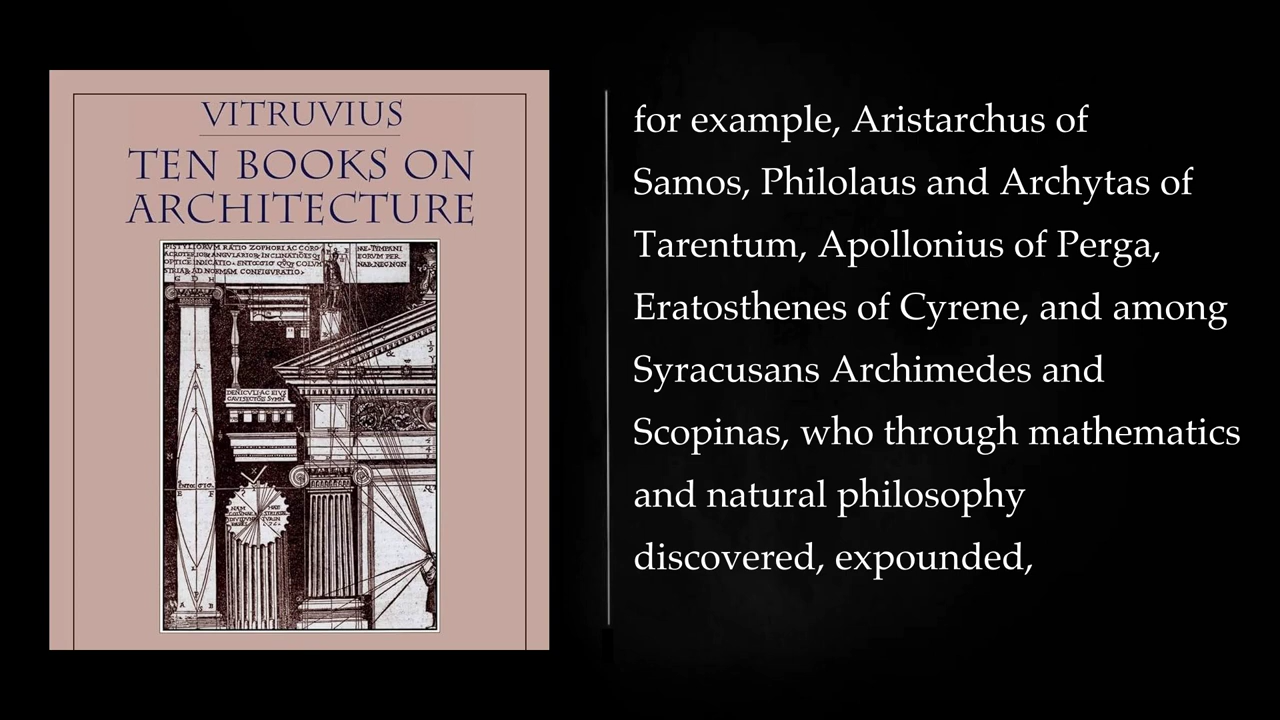 VITRUVIUS
TEN BOOKS ON
ARCHITECTURE
for example, Aristarchus of
Samos, Philolaus and Archytas of
Tarentum, Apollonius of Perga,
Eratosthenes of Cyrene, and among
Syracusans Archimedes and
Scopinas, who through mathematics
and natural philosophy
discovered, expounded,